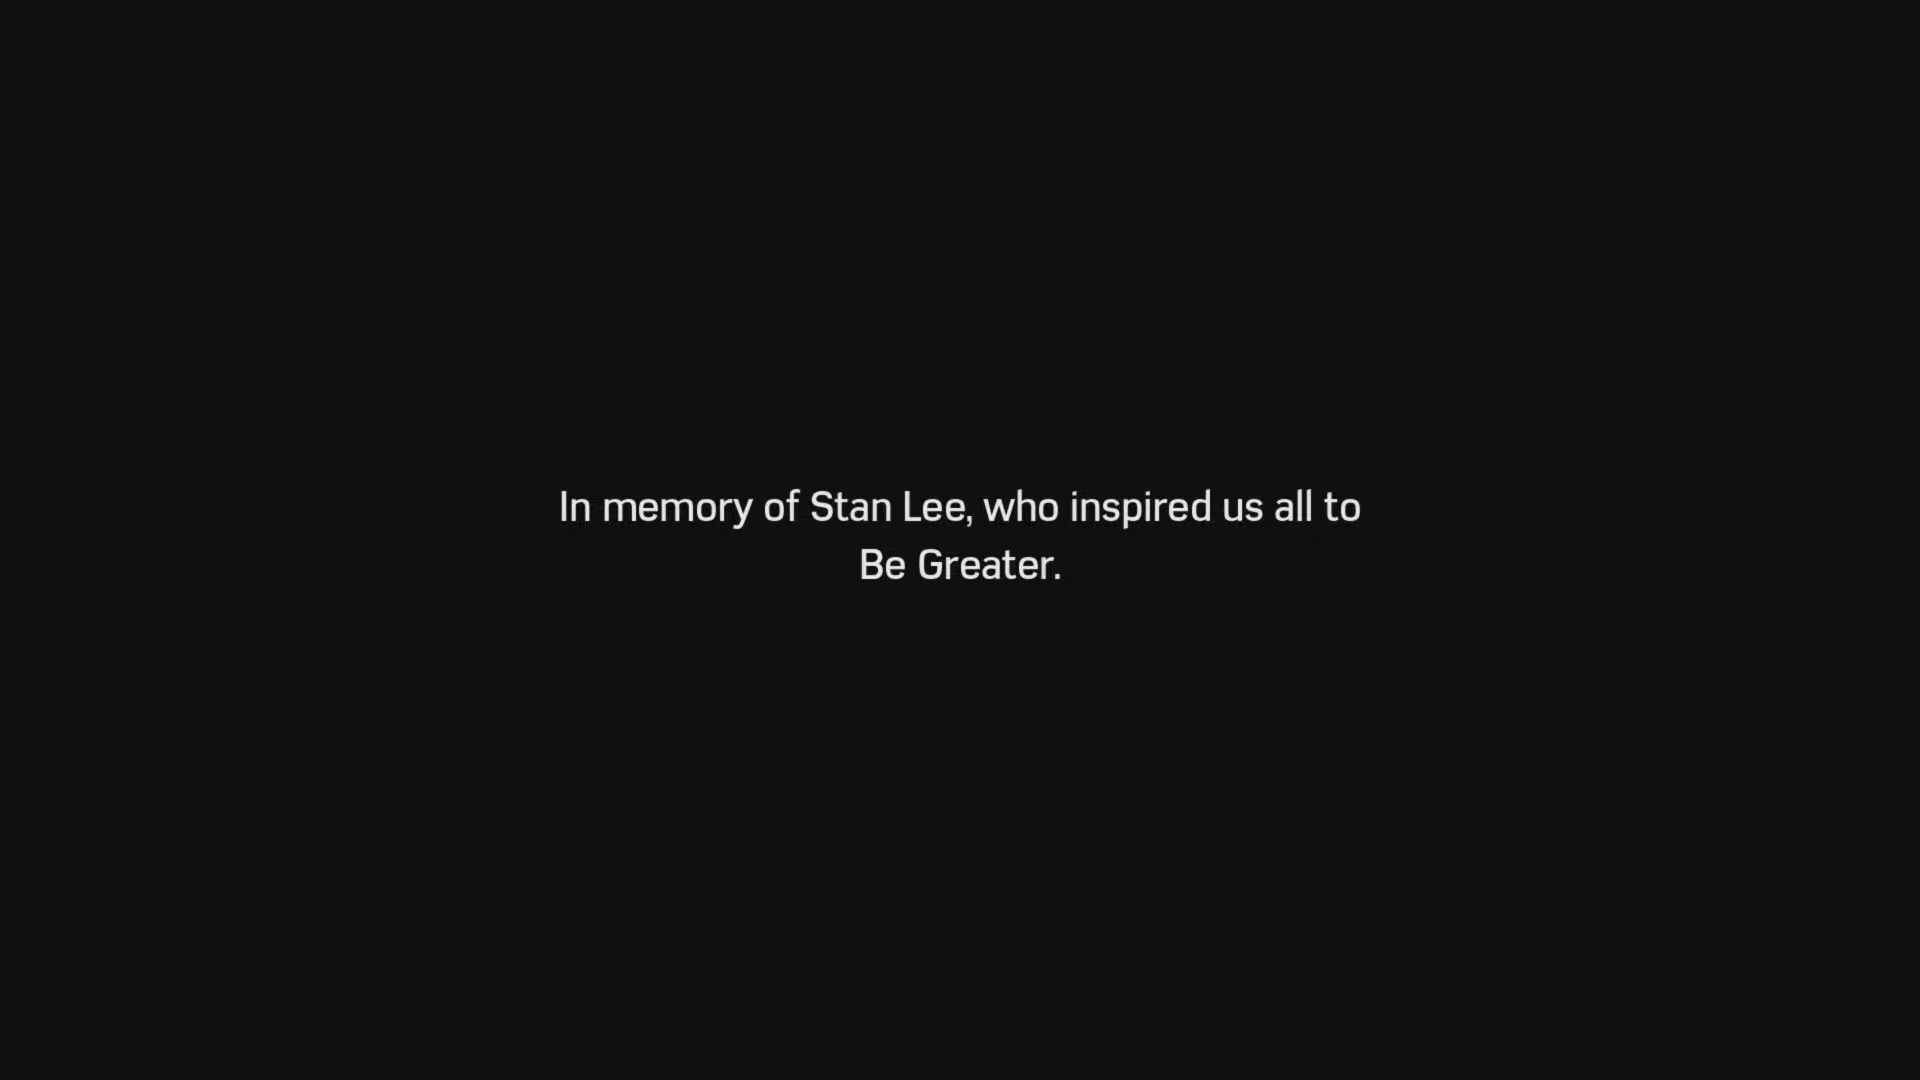 In memory of Stan Lee, who inspired us all to
Be Greater.